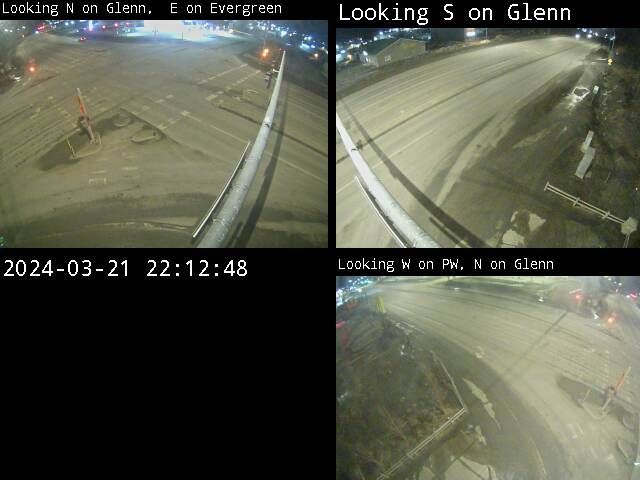 Looking N on Glenn,  E on Evergreen
Looking S on Glenn
2024-03-21 22:12:48
Looking W on PW, N on Glenn